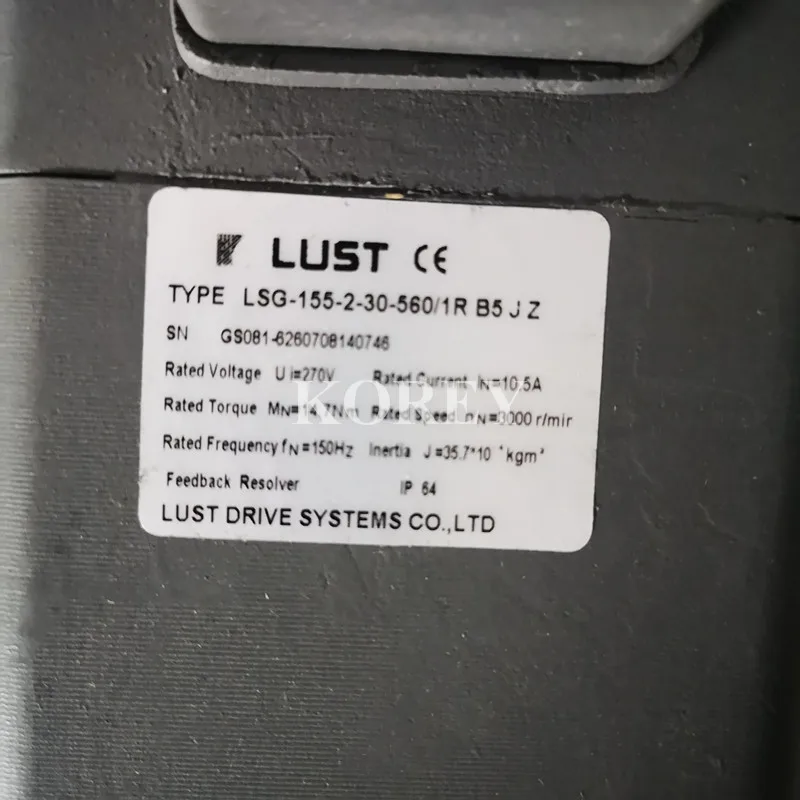 LUST CE
TYPE LSG-155-2-30-560/1R B5 J Z
SN GS081-6260708140746
Rated Voltage Ui=270V Rated Current IN=10.5A
Rated Torque MN=14.7Nm Rated Speed nN=3000 r/min
Rated Frequency fN=150Hz Inertia J=35.7*10 kgm²
Feedback Resolver IP 64
LUST DRIVE SYSTEMS CO.,LTD
KOREY